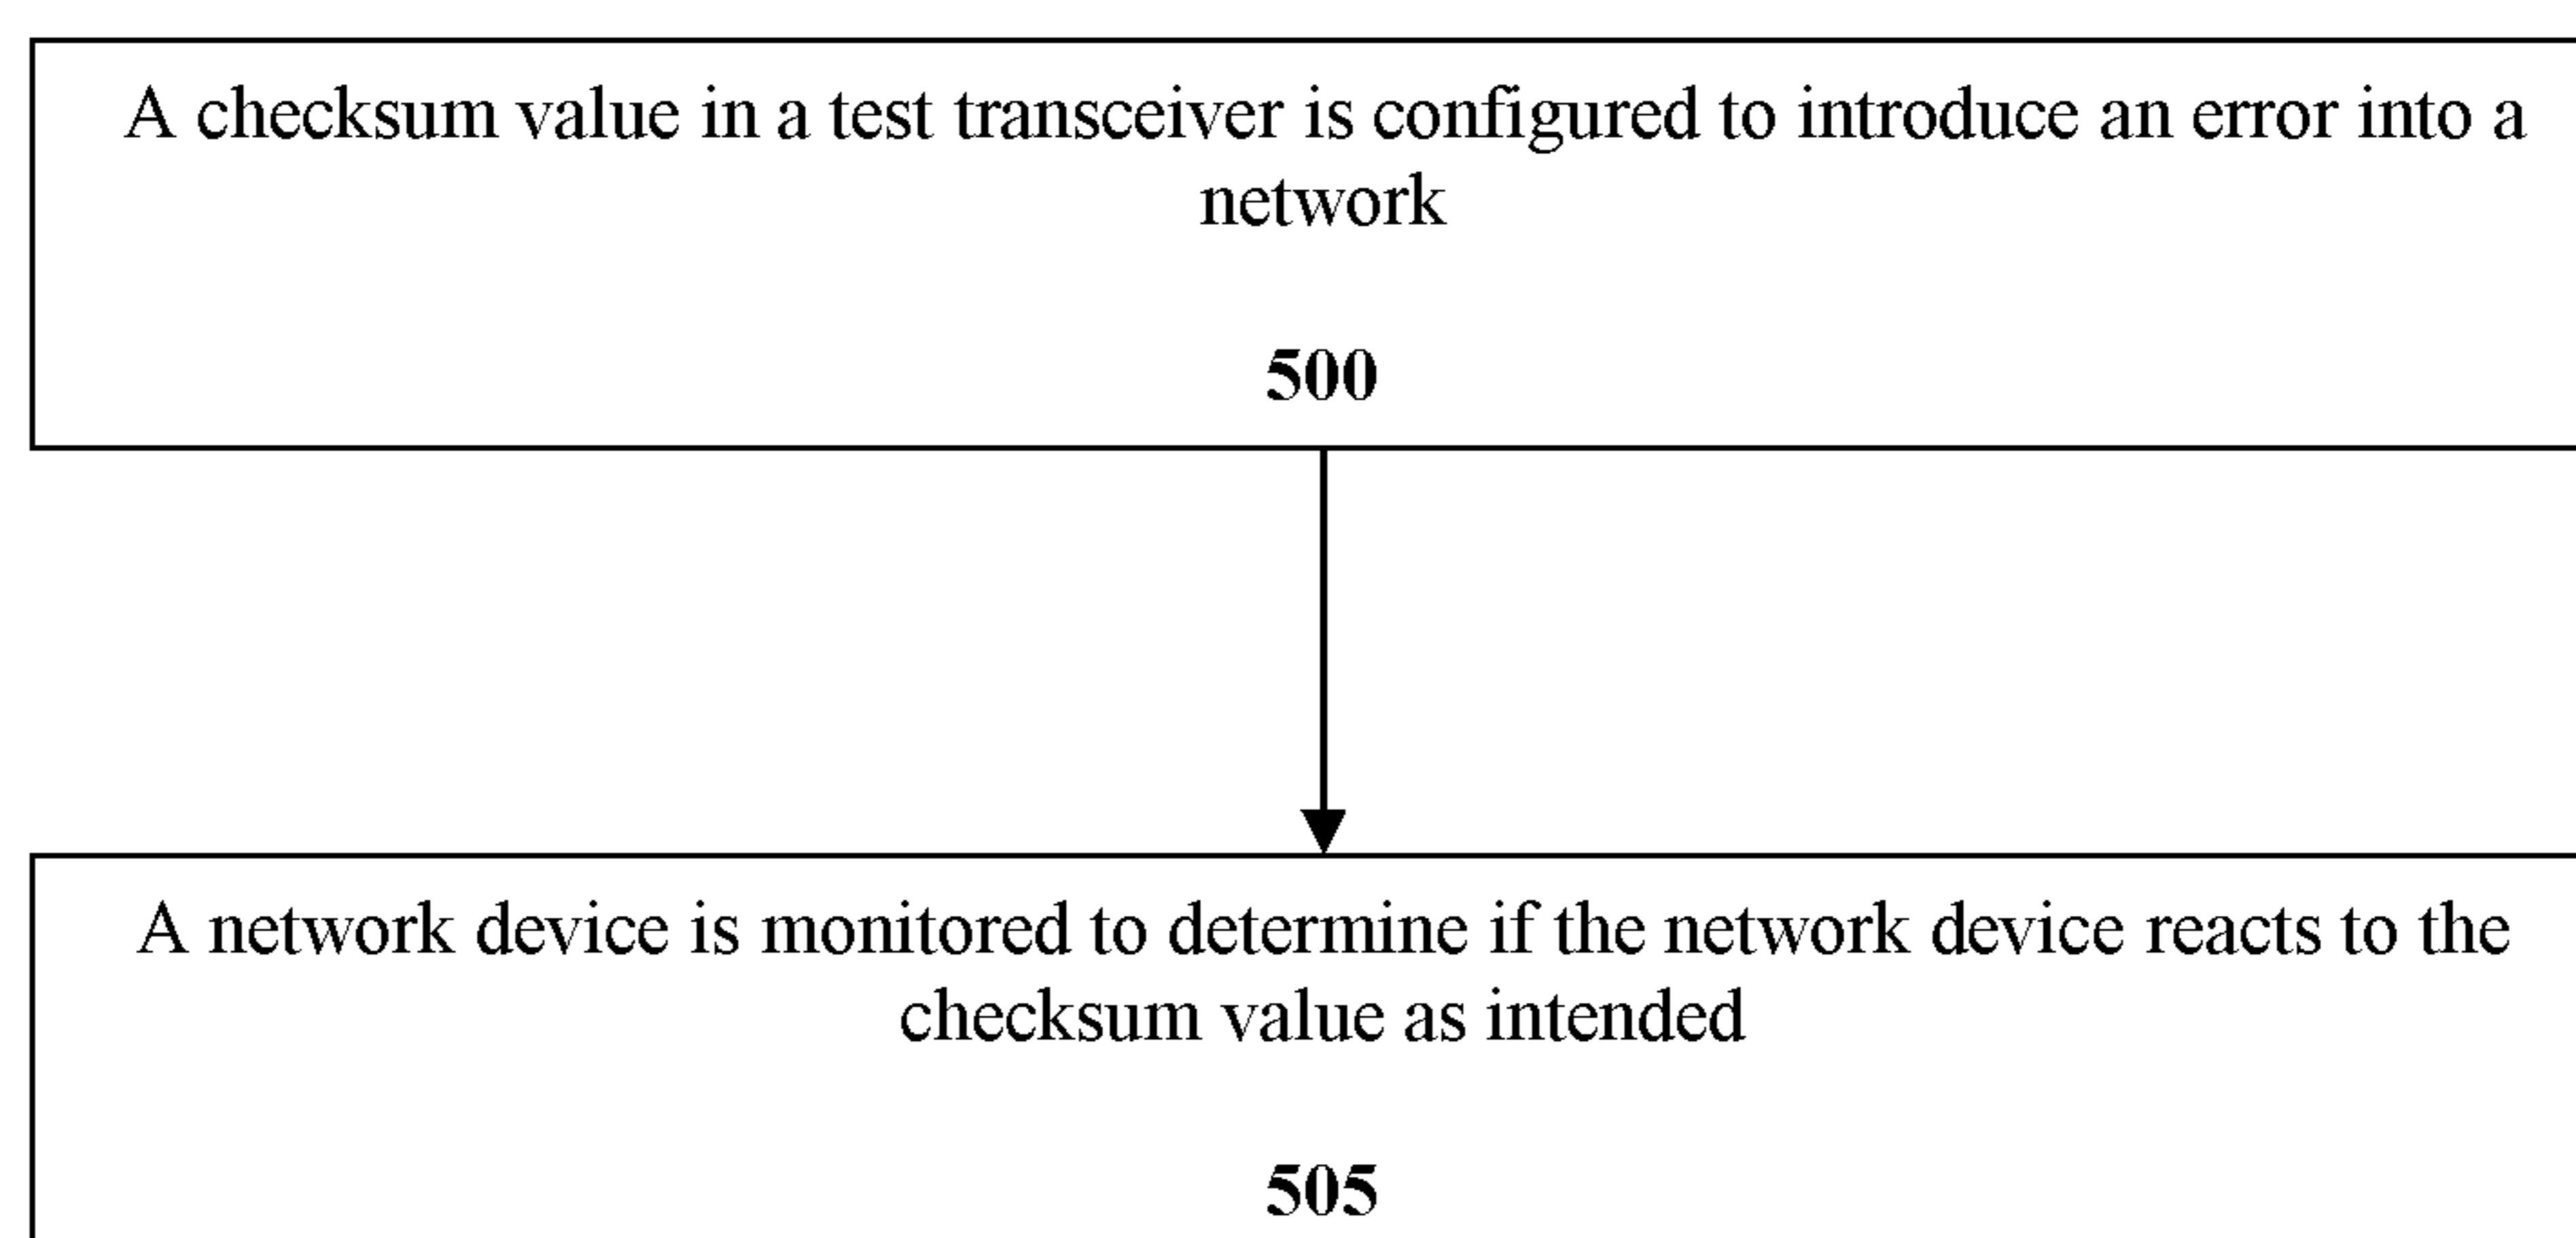 A checksum value in a test transceiver is configured to introduce an error into a
network
500
A network device is monitored to determine if the network device reacts to the
checksum value as intended
505